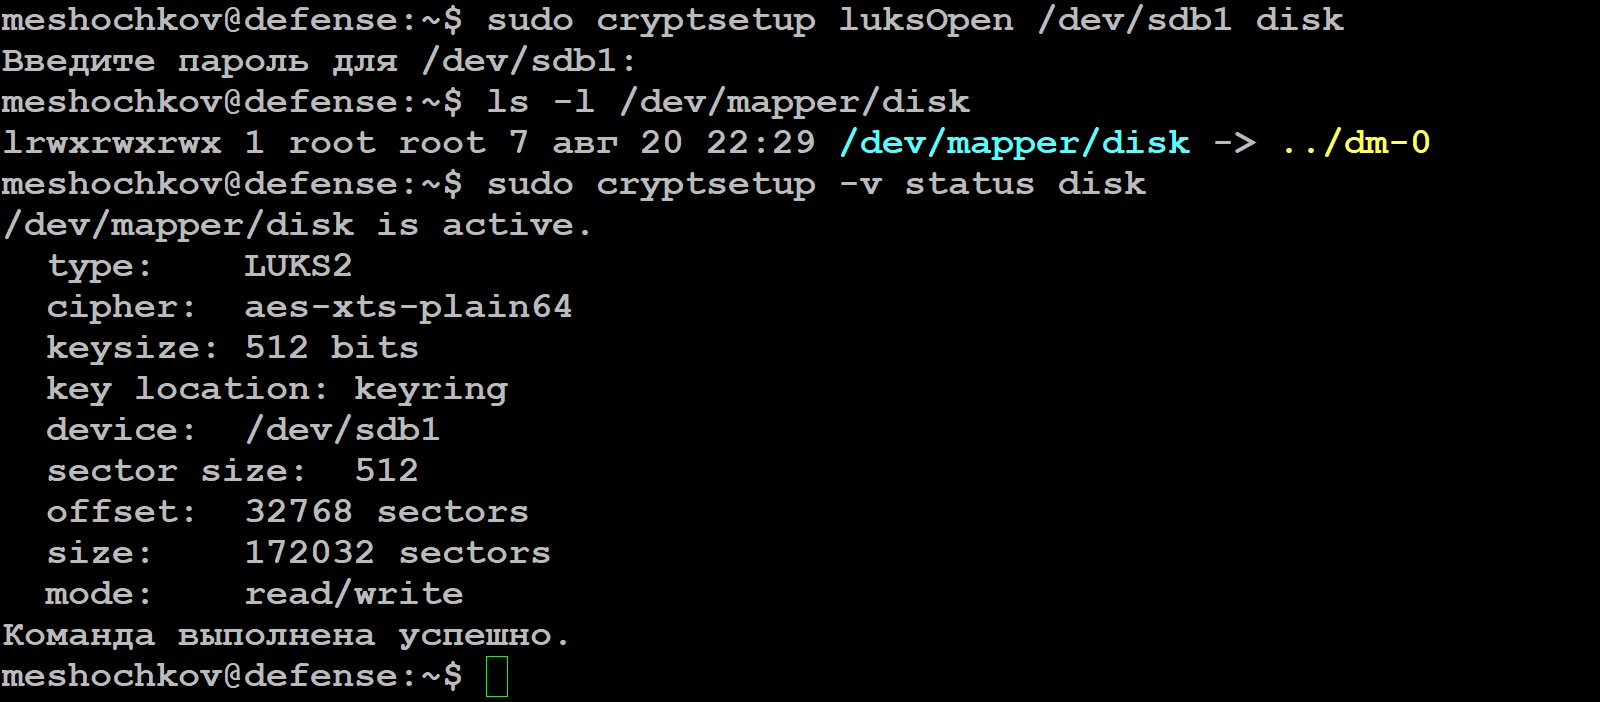 meshochkov@defense:~$ sudo cryptsetup luksOpen /dev/sdb1 disk
Введите пароль для /dev/sdb1:
meshochkov@defense:~$ ls -l /dev/mapper/disk
lrwxrwxrwx 1 root root 7 авг 20 22:29 /dev/mapper/disk -> ../dm-0
meshochkov@defense:~$ sudo cryptsetup -v status disk
/dev/mapper/disk is active.
  type:    LUKS2
  cipher:  aes-xts-plain64
  keysize: 512 bits
  key location: keyring
  device:  /dev/sdb1
  sector size:  512
  offset:  32768 sectors
  size:    172032 sectors
  mode:    read/write
Команда выполнена успешно.
meshochkov@defense:~$